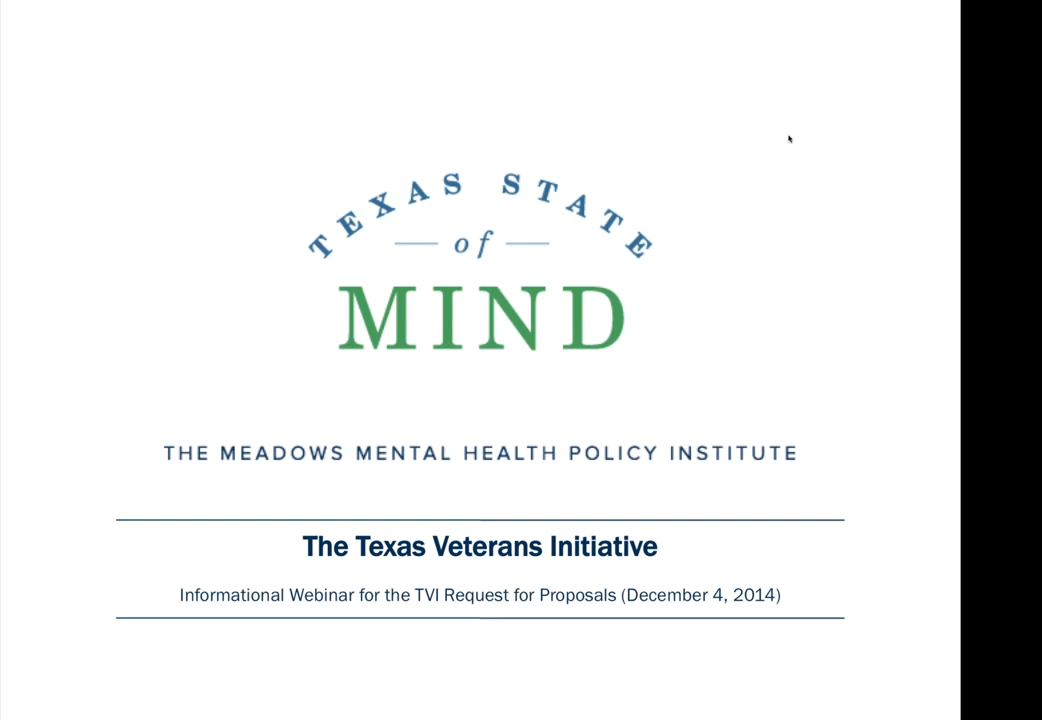 TEXAS STATE
of
MIND
THE MEADOWS MENTAL HEALTH POLICY INSTITUTE
The Texas Veterans Initiative
Informational Webinar for the TVI Request for Proposals (December 4, 2014)